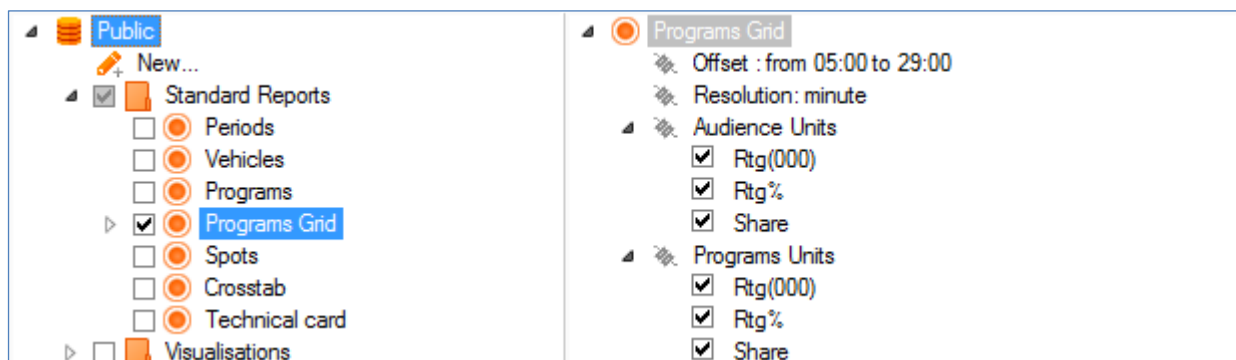 Public
New...
Standard Reports
Periods
Vehicles
Programs
Programs Grid
Spots
Crosstab
Technical card
Visualisations
Programs Grid
Offset : from 05:00 to 29:00
Resolution: minute
Audience Units
Rtg(000)
Rtg%
Share
Programs Units
Rtg(000)
Rtg%
Share